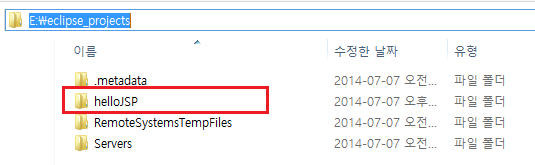 E:\eclipse_projects
이름 수정한 날짜 유형
.metadata 2014-07-07 오전... 파일 폴더
helloJSP 2014-07-07 오후... 파일 폴더
RemoteSystemsTempFiles 2014-07-07 오전... 파일 폴더
Servers 2014-07-07 오전... 파일 폴더